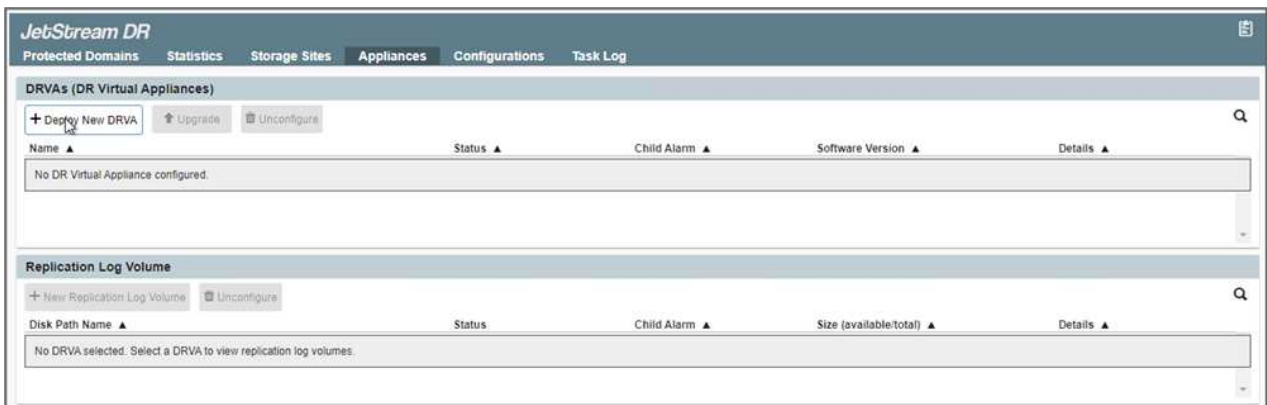 JetStream DR
Protected Domains Statistics Storage Sites Appliances Configurations Task Log
DRVAs (DR Virtual Appliances)
+ Deploy New DRVA Upgrade Unconfigure
Name ▲ Status ▲ Child Alarm ▲ Software Version ▲ Details ▲
No DR Virtual Appliance configured.
Replication Log Volume
+ New Replication Log Volume Unconfigure
Disk Path Name ▲ Status Child Alarm ▲ Size (available/total) ▲ Details ▲
No DRVA selected. Select a DRVA to view replication log volumes.